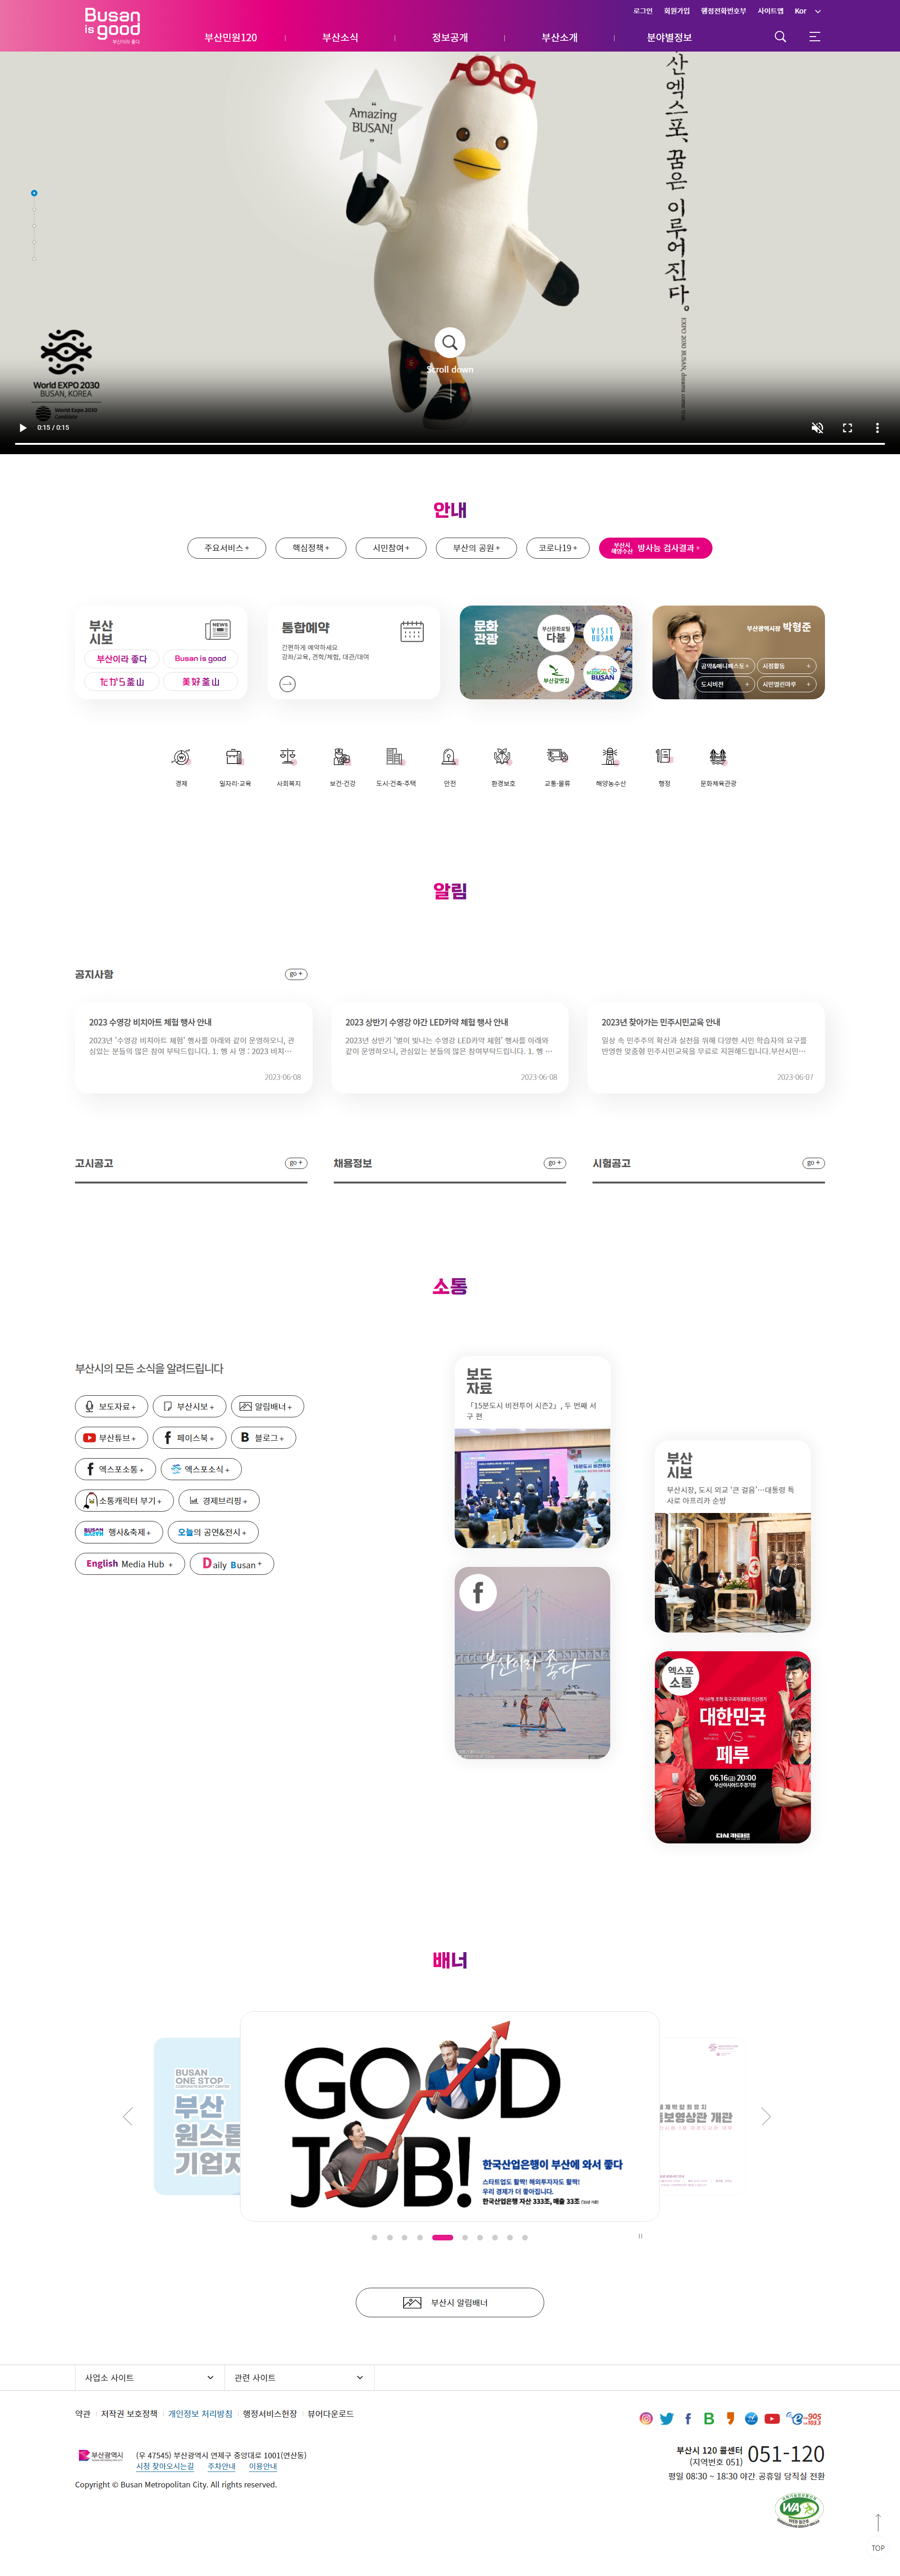 Busan
is good
부산이라 좋다
로그인 회원가입 행정전화번호부 사이트맵 Kor
부산민원120 부산소식 정보공개 부산소개 분야별정보
“
Amazing
BUSAN!
”
산엑스포, 꿈은 이루어진다.
EXPO 2030 BUSAN, dreams come true
Scroll down
World EXPO 2030
BUSAN, KOREA
World Expo 2030
Candidate
0:15 / 0:15
안내
주요서비스 +
핵심정책 +
시민참여 +
부산의 공원 +
코로나19 +
부산시
해양수산 방사능 검사결과 +
부산
시보
NEWS
부산이라 좋다
Busan is good
だから釜山
美好釜山
통합예약
간편하게 예약하세요
강좌/교육, 견학/체험, 대관/대여
문화
관광
부산문화포털
다봄
VISIT
BUSAN
부산갈맷길
MEDICAL
BUSAN
부산광역시장 박형준
공약&매니페스토 +
시정활동 +
도시비전 +
시민열린마루 +
경제
일자리·교육
사회복지
보건·건강
도시·건축·주택
안전
환경보호
교통·물류
해양농수산
행정
문화체육관광
알림
공지사항
go +
2023 수영강 비치아트 체험 행사 안내
2023년 '수영강 비치아트 체험' 행사를 아래와 같이 운영하오니, 관
심있는 분들의 많은 참여 부탁드립니다. 1. 행 사 명 : 2023 비치…
2023-06-08
2023 상반기 수영강 야간 LED카약 체험 행사 안내
2023년 상반기 '별이 빛나는 수영강 LED카약 체험' 행사를 아래와
같이 운영하오니, 관심있는 분들의 많은 참여부탁드립니다. 1. 행 …
2023-06-08
2023년 찾아가는 민주시민교육 안내
일상 속 민주주의 확산과 실천을 위해 다양한 시민 학습자의 요구를
반영한 맞춤형 민주시민교육을 무료로 지원해드립니다.부산시민…
2023-06-07
고시공고
go +
채용정보
go +
시험공고
go +
소통
부산시의 모든 소식을 알려드립니다
보도자료 +
부산시보 +
알림배너 +
부산튜브 +
페이스북 +
블로그 +
엑스포소통 +
엑스포소식 +
소통캐릭터 부기 +
경제브리핑 +
행사&축제 +
오늘의 공연&전시 +
English Media Hub +
Daily Busan +
보도
자료
「15분도시 비전투어 시즌2」, 두 번째 서
구 편
부산이라 좋다
부산
시보
부산시장, 도시 외교 '큰 걸음'…대통령 특
사로 아프리카 순방
엑스포
소통
대한민국
VS
페루
06.16(금) 20:00
부산아시아드주경기장
배너
BUSAN
ONE STOP
부산
원스톱
기업지
GOOD
JOB!
한국산업은행이 부산에 와서 좋다
스타트업도 활짝! 해외투자자도 활짝!
우리 경제가 더 좋아집니다.
한국산업은행 자산 333조, 매출 33조
홍보영상관 개관
부산시 알림배너
사업소 사이트
관련 사이트
약관 저작권 보호정책 개인정보 처리방침 행정서비스헌장 뷰어다운로드
부산광역시
(우 47545) 부산광역시 연제구 중앙대로 1001(연산동)
시청 찾아오시는길 주차안내 이용안내
Copyright © Busan Metropolitan City. All rights reserved.
부산시 120 콜센터
(지역번호 051) 051-120
평일 08:30 ~ 18:30 야간.공휴일 당직실 전환
WA
TOP